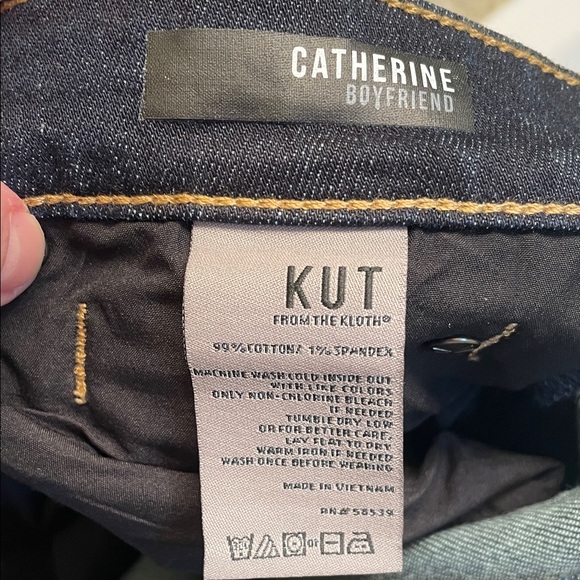 CATHERINE
BOYFRIEND
KUT
FROM THE KLOTH®
99%COTTON/ 1%SPANDEX
MACHINE WASH COLD INSIDE OUT
WITH LIKE COLORS
ONLY NON-CHLORINE BLEACH
IF NEEDED
TUMBLE DRY LOW
OR FOR BETTER CARE,
LAY FLAT TO DRY
WARM IRON IF NEEDED
WASH ONCE BEFORE WEARING
MADE IN VIETNAM
RN# 58539
or